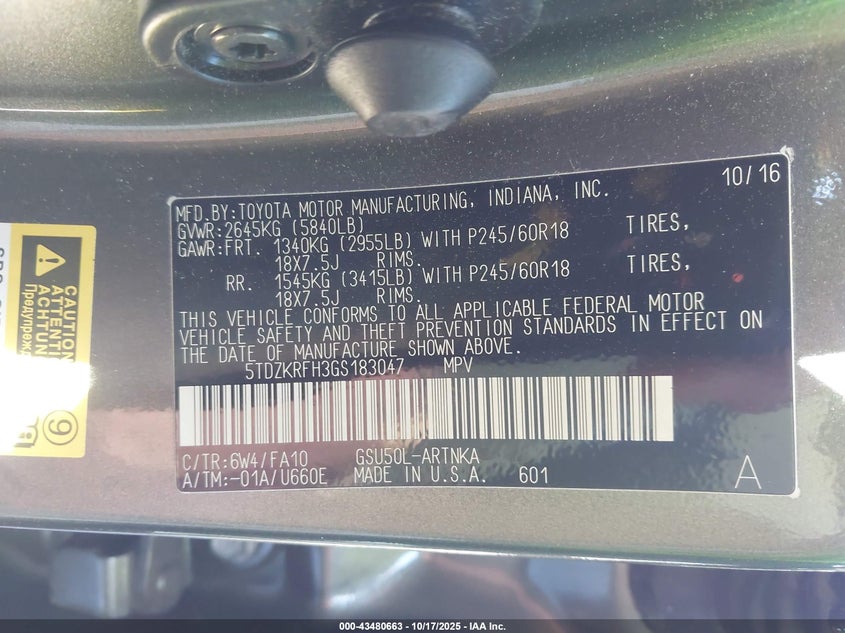 MFD.BY:TOYOTA MOTOR MANUFACTURING, INDIANA, INC. 10/16
GVWR:2645KG (5840LB)
GAWR:FRT. 1340KG (2955LB) WITH P245/60R18 TIRES,
18X7.5J RIMS.
RR. 1545KG (3415LB) WITH P245/60R18 TIRES,
18X7.5J RIMS.
THIS VEHICLE CONFORMS TO ALL APPLICABLE FEDERAL MOTOR
VEHICLE SAFETY AND THEFT PREVENTION STANDARDS IN EFFECT ON
THE DATE OF MANUFACTURE SHOWN ABOVE.
5TDZKRFH3GS183047 MPV
C/TR:6W4/FA10 GSU50L-ARTNKA
A/TM:-01A/U660E MADE IN U.S.A. 601 A
CAUTION
ATTENTI
ACHTUN
Предупрежд
9
000-43480663 - 10/17/2025 - IAA Inc.